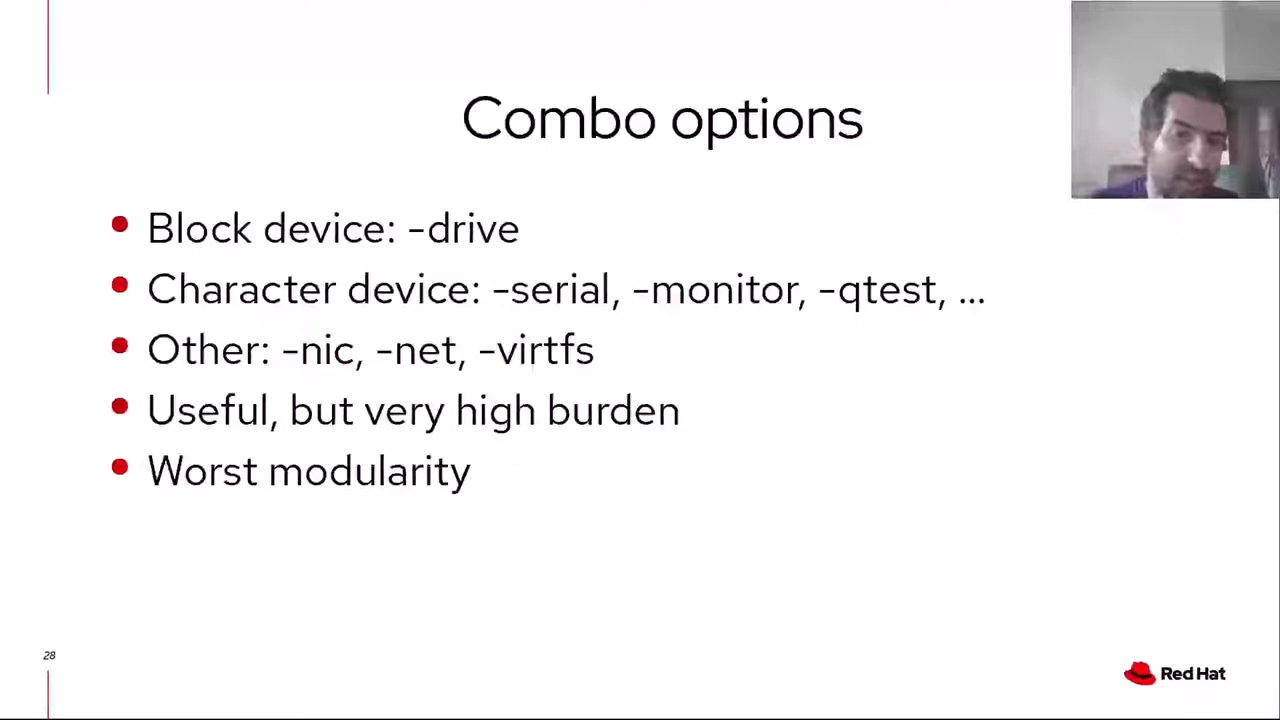 Combo options
Block device: -drive
Character device: -serial, -monitor, -qtest, ...
Other: -nic, -net, -virtfs
Useful, but very high burden
Worst modularity
28
Red Hat